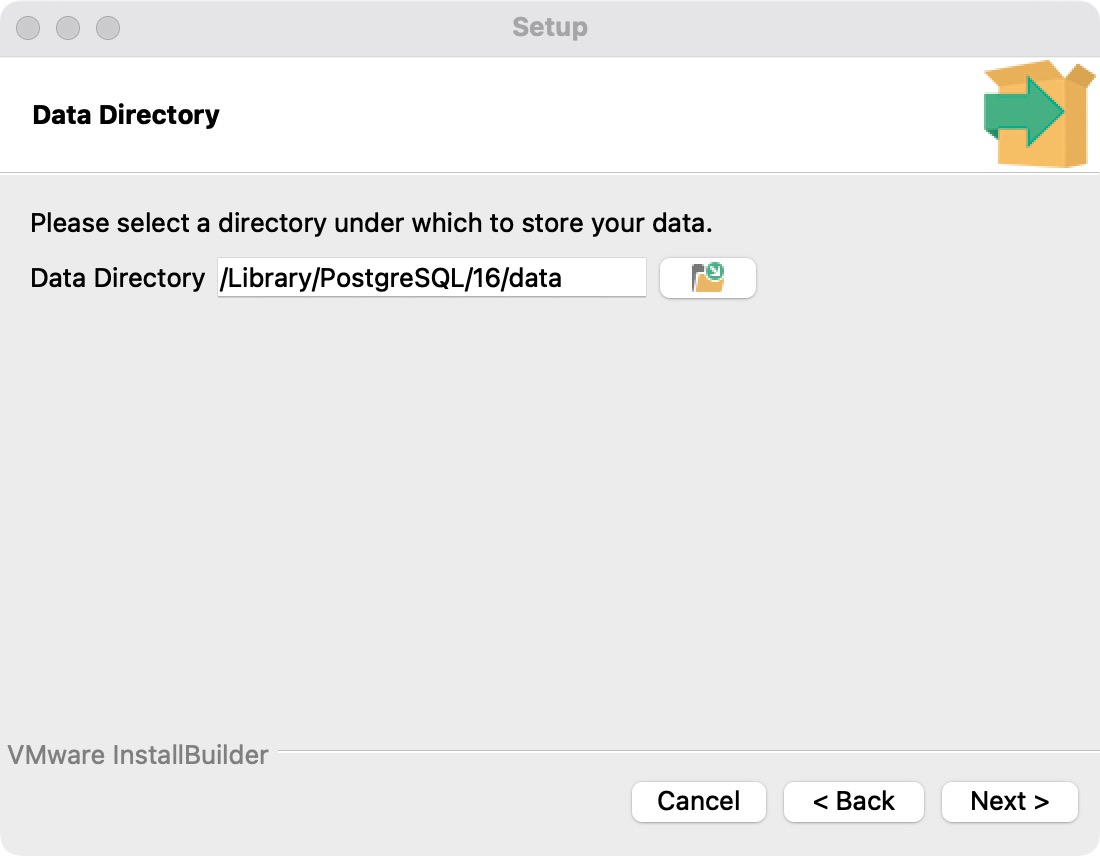 Setup
Data Directory
Please select a directory under which to store your data.
Data Directory /Library/PostgreSQL/16/data
VMware InstallBuilder
Cancel < Back Next >